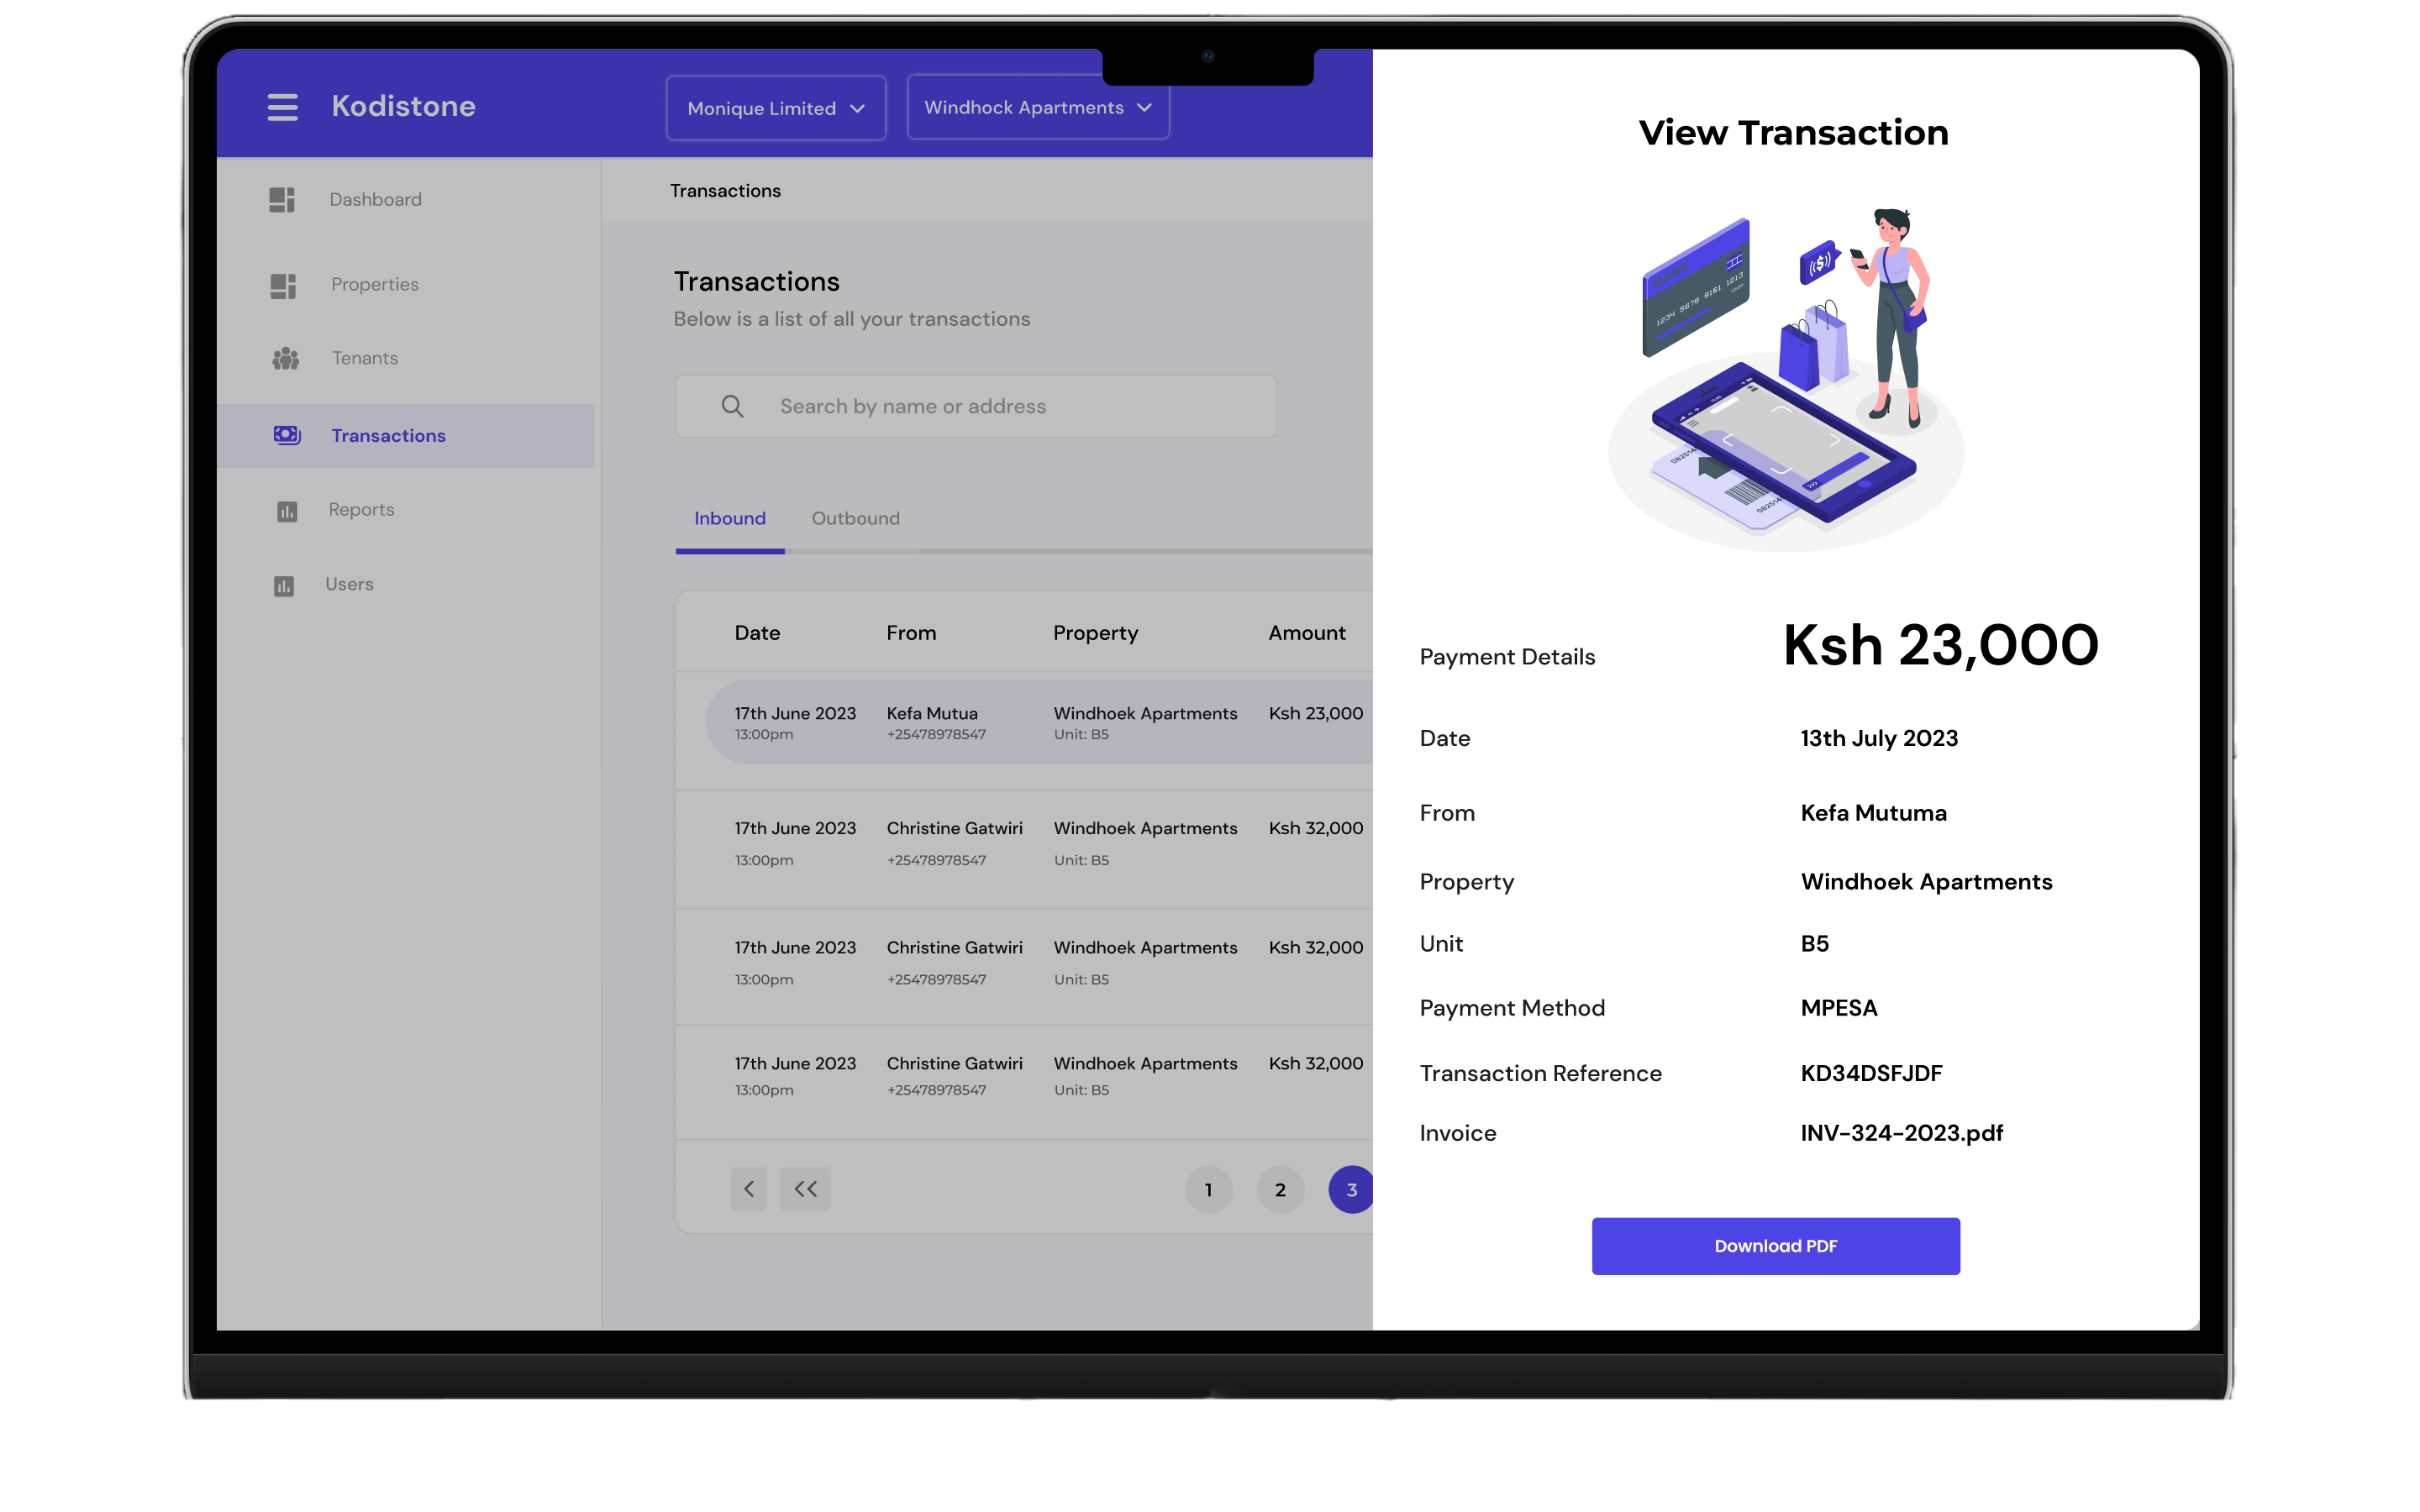 Kodistone
Monique Limited
Windhock Apartments
Dashboard
Properties
Tenants
Transactions
Reports
Users
Transactions
Transactions
Below is a list of all your transactions
Search by name or address
Inbound Outbound
Date From Property Amount
17th June 2023 Kefa Mutua Windhoek Apartments Ksh 23,000
13:00pm +25478978547 Unit: B5
17th June 2023 Christine Gatwiri Windhoek Apartments Ksh 32,000
13:00pm +25478978547 Unit: B5
17th June 2023 Christine Gatwiri Windhoek Apartments Ksh 32,000
13:00pm +25478978547 Unit: B5
17th June 2023 Christine Gatwiri Windhoek Apartments Ksh 32,000
13:00pm +25478978547 Unit: B5
< << 1 2 3
View Transaction
BANK
1234 5678 9101 1213
($)
Payment Details Ksh 23,000
Date 13th July 2023
From Kefa Mutuma
Property Windhoek Apartments
Unit B5
Payment Method MPESA
Transaction Reference KD34DSFJDF
Invoice INV-324-2023.pdf
Download PDF